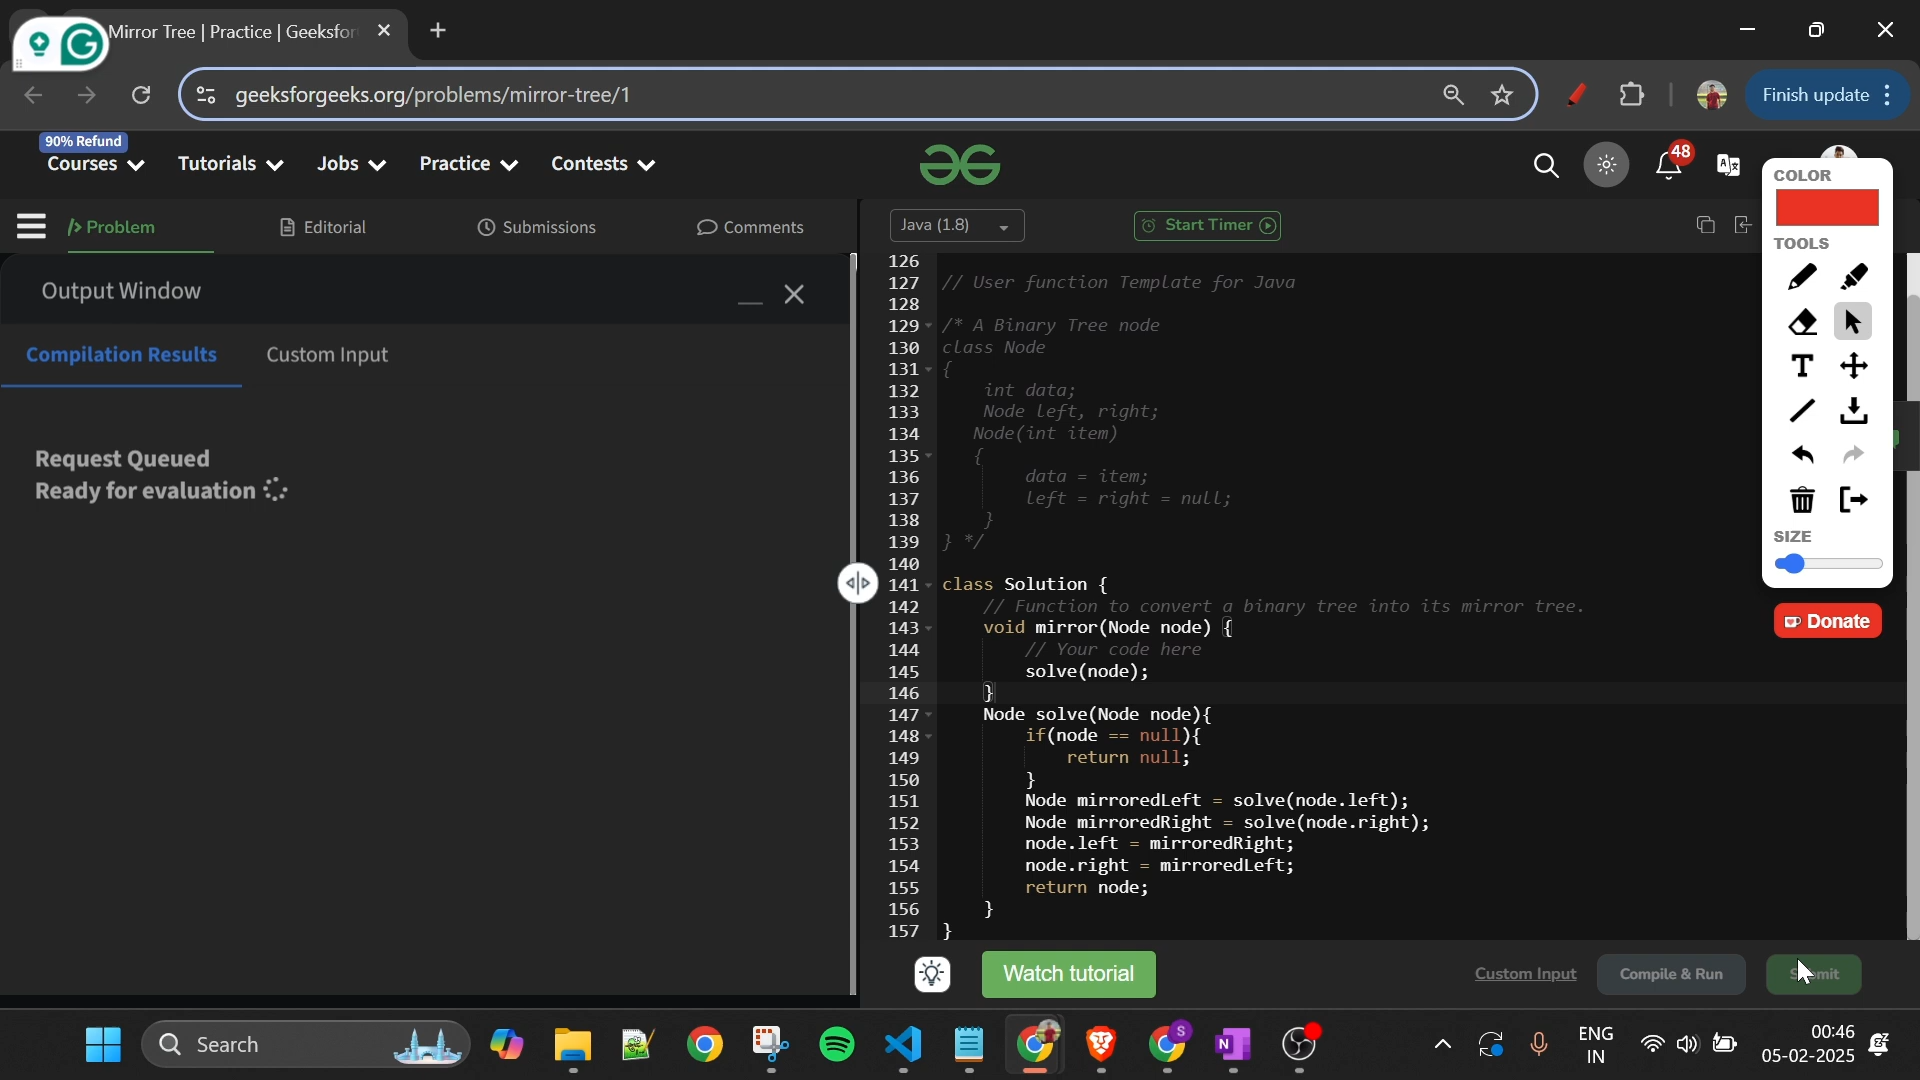 Mirror Tree | Practice | Geeksfor
geeksforgeeks.org/problems/mirror-tree/1
Finish update
90% Refund
Courses
Tutorials
Jobs
Practice
Contests
48
Problem
Editorial
Submissions
Comments
Java (1.8)
Start Timer
Output Window
Compilation Results
Custom Input
Request Queued
Ready for evaluation
126
127 // User function Template for Java
128
129 /* A Binary Tree node
130 class Node
131 {
132 int data;
133 Node left, right;
134 Node(int item)
135 {
136 data = item;
137 left = right = null;
138 }
139 } */
140
141 class Solution {
142 // Function to convert a binary tree into its mirror tree.
143 void mirror(Node node) {
144 // Your code here
145 solve(node);
146 }
147 Node solve(Node node){
148 if(node == null){
149 return null;
150 }
151 Node mirroredLeft = solve(node.left);
152 Node mirroredRight = solve(node.right);
153 node.left = mirroredRight;
154 node.right = mirroredLeft;
155 return node;
156 }
157 }
COLOR
TOOLS
SIZE
Donate
Watch tutorial
Custom Input
Compile & Run
Search
ENG
IN
00:46
05-02-2025